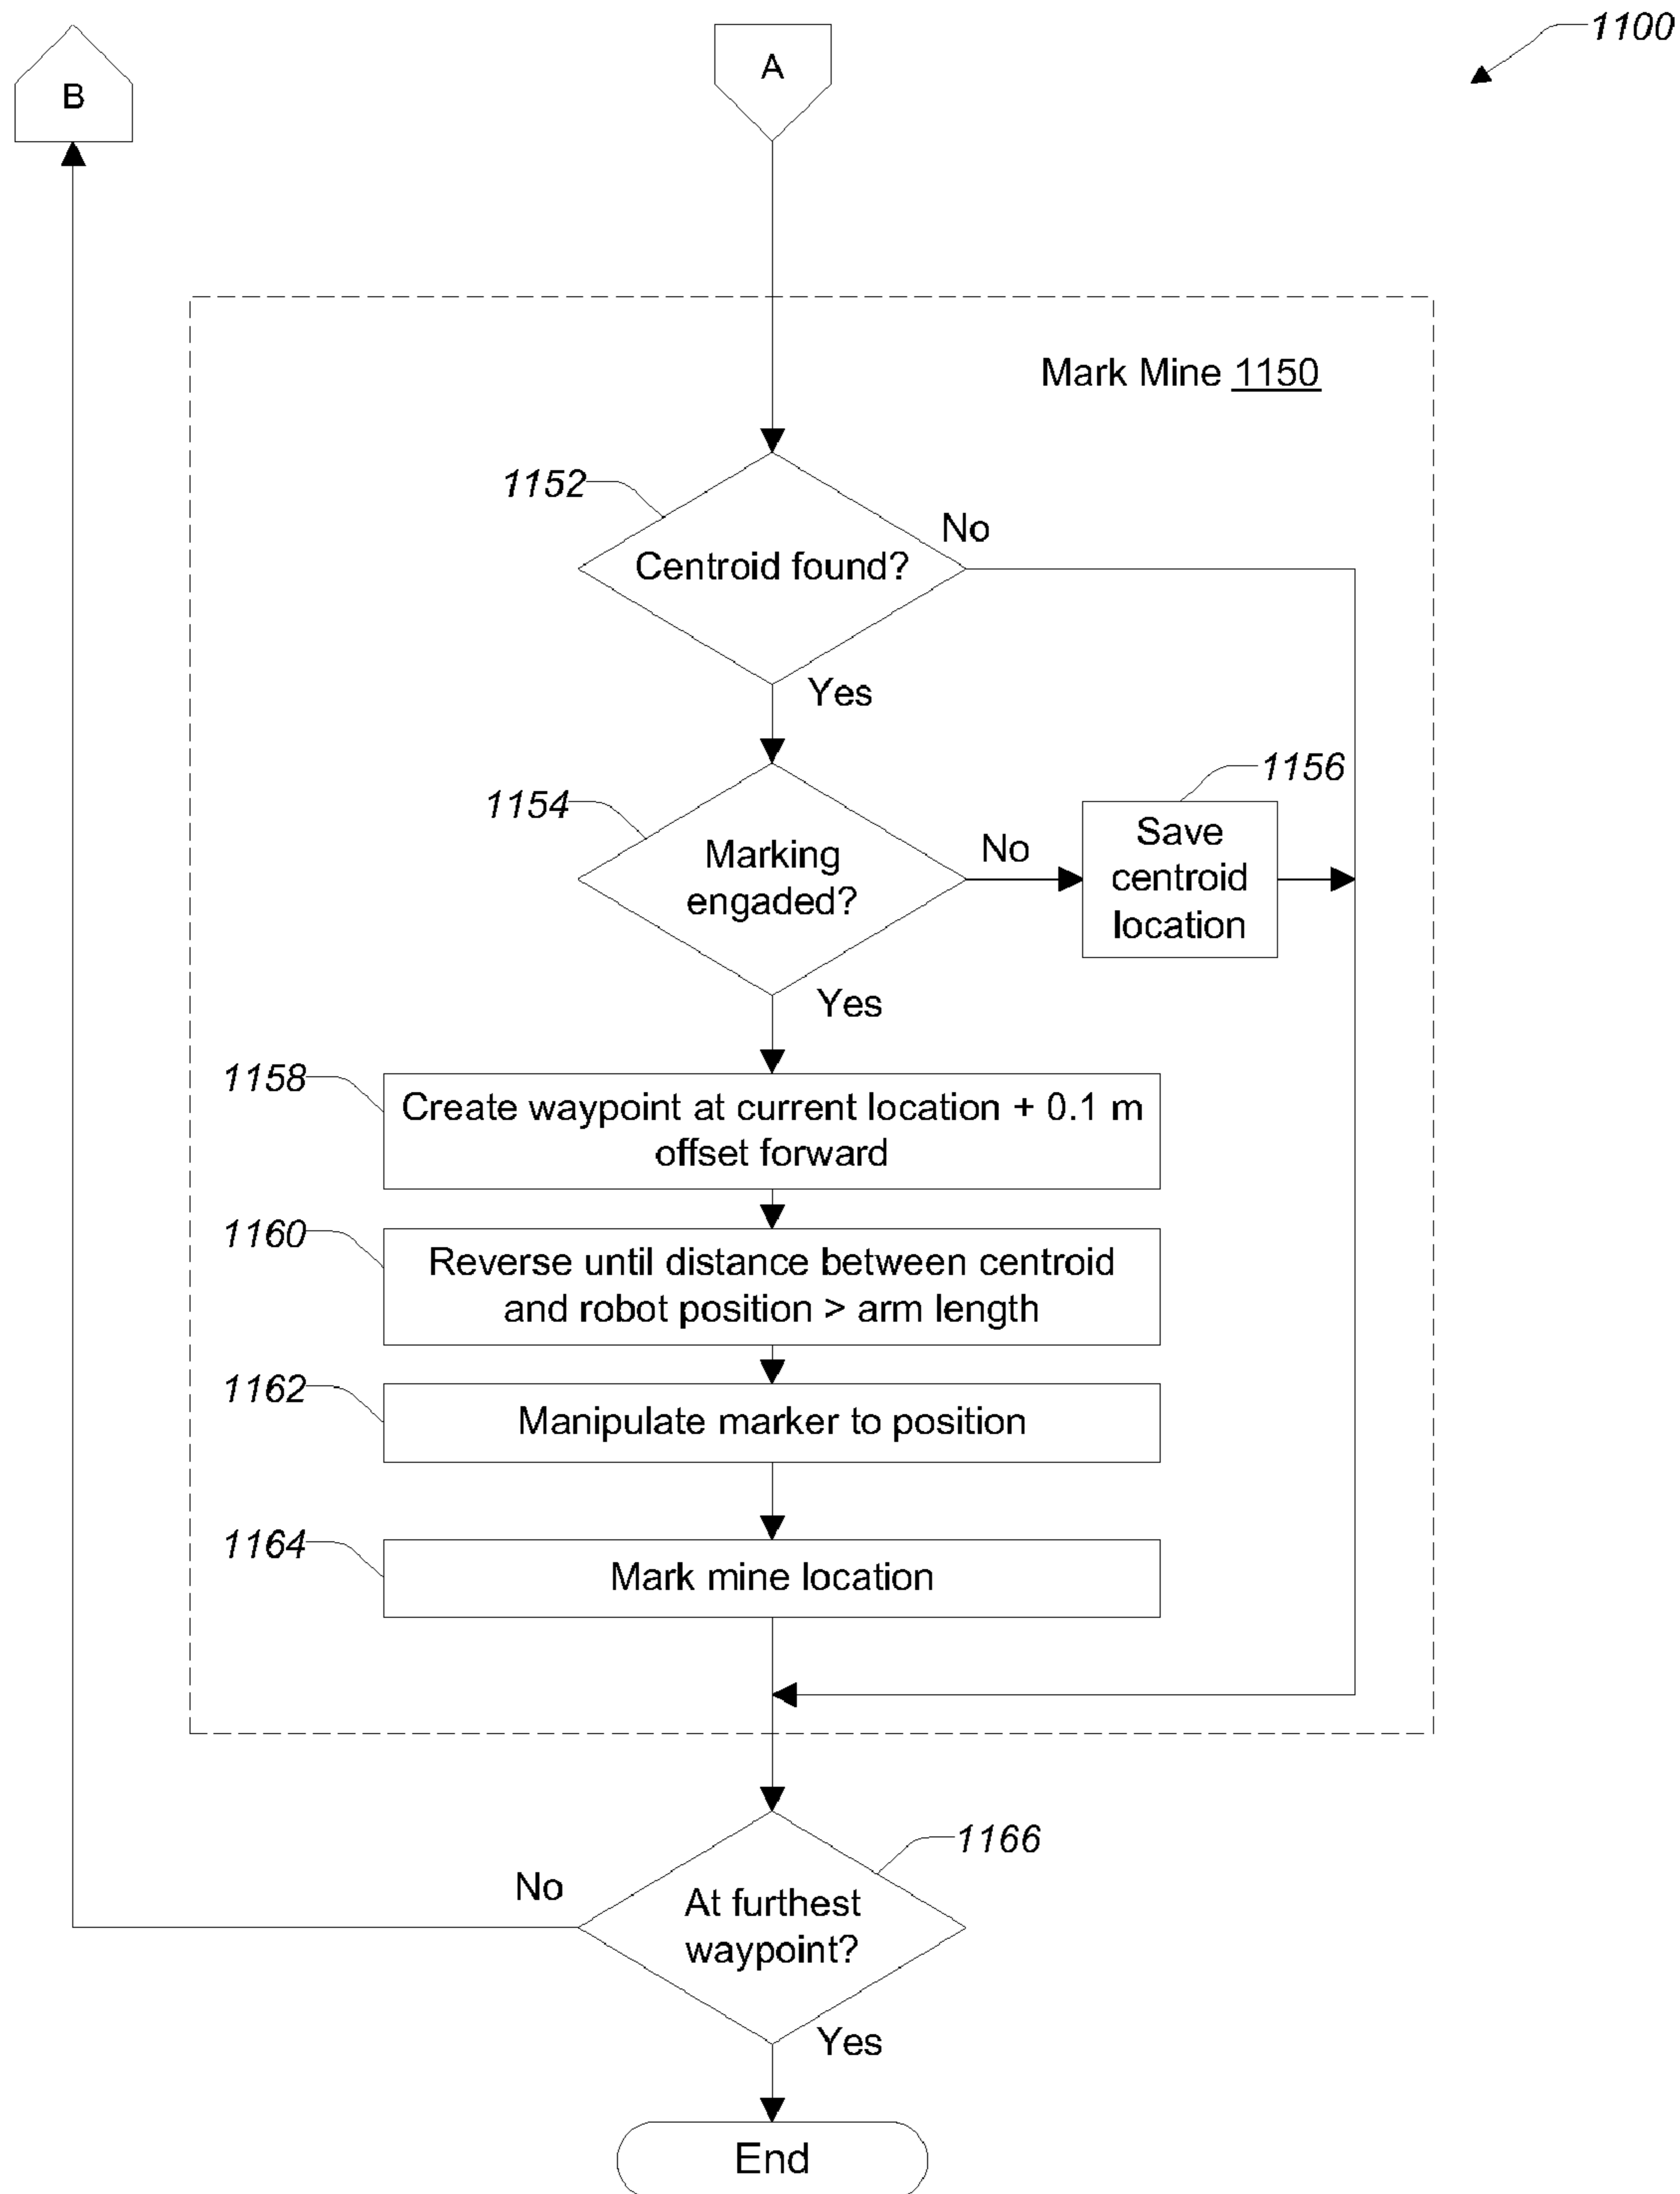 1100
B
A
Mark Mine 1150
1152
No
Centroid found?
Yes
1154
1156
Marking
engaded?
No
Save
centroid
location
Yes
1158
Create waypoint at current location + 0.1 m
offset forward
1160
Reverse until distance between centroid
and robot position > arm length
1162
Manipulate marker to position
1164
Mark mine location
1166
No
At furthest
waypoint?
Yes
End